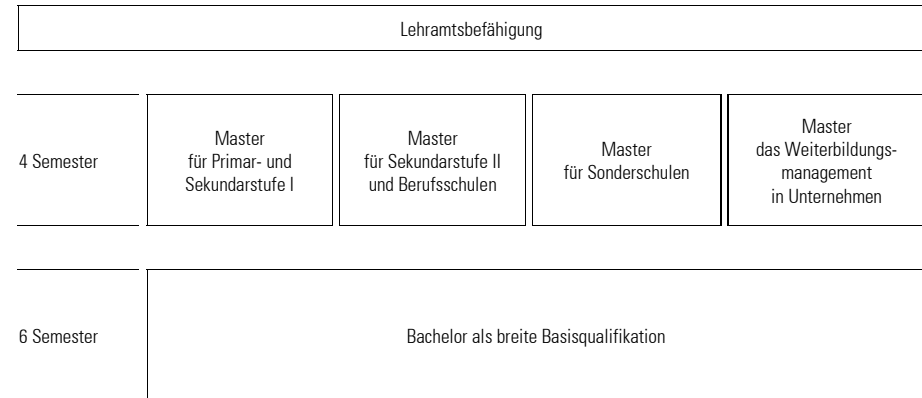 Lehramtsbefähigung
4 Semester
Master
für Primar- und
Sekundarstufe I
Master
für Sekundarstufe II
und Berufsschulen
Master
für Sonderschulen
Master
das Weiterbildungs-
management
in Unternehmen
6 Semester
Bachelor als breite Basisqualifikation